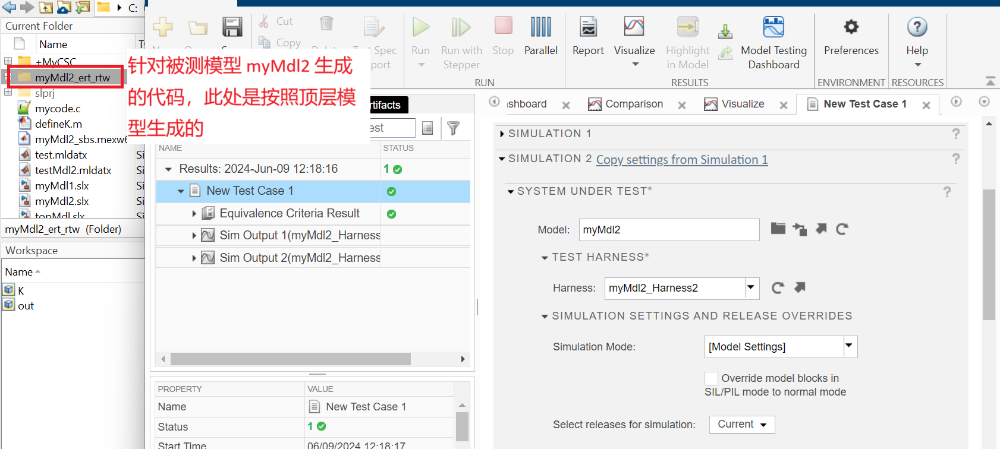 C:
Current Folder
Name
+MyCSC
myMdl2_ert_rtw
slprj
mycode.c
defineK.m
myMdl2_sbs.mexw6
test.mldatx
Si
testMdl2.mldatx
Si
myMdl1.slx
Si
myMdl2.slx
Si
topMdl.slx
Si
myMdl2_ert_rtw (Folder)
Workspace
Name
K
out
Cut
Copy
Run
Run with
Stepper
Stop
Parallel
RUN
Report
Visualize
Highlight
in Model
Model Testing
Dashboard
RESULTS
Preferences
ENVIRONMENT
Help
RESOURCES
针对被测模型 myMdl2 生成
的代码，此处是按照顶层模
型生成的
NAME
STATUS
Results: 2024-Jun-09 12:18:16
1
New Test Case 1
Equivalence Criteria Result
Sim Output 1(myMdl2_Harness
Sim Output 2(myMdl2_Harness
PROPERTY
VALUE
Name
New Test Case 1
Status
1
Start Time
06/09/2024 12:18:17
shboard
Comparison
Visualize
New Test Case 1
SIMULATION 1
?
SIMULATION 2 Copy settings from Simulation 1
?
SYSTEM UNDER TEST*
?
Model:
myMdl2
TEST HARNESS*
Harness:
myMdl2_Harness2
SIMULATION SETTINGS AND RELEASE OVERRIDES
Simulation Mode:
[Model Settings]
Override model blocks in
SIL/PIL mode to normal mode
Select releases for simulation:
Current